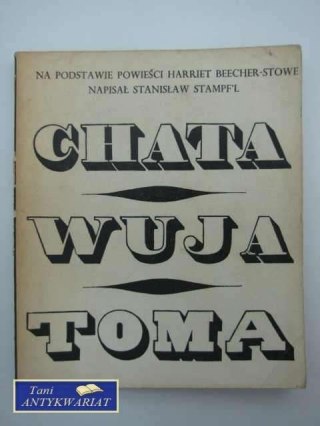 NA PODSTAWIE POWIEŚCI HARRIET BEECHER-STOWE
NAPISAŁ STANISŁAW STAMPF'L
CHATA
WUJA
TOMA
Tani
ANTYKWARIAT